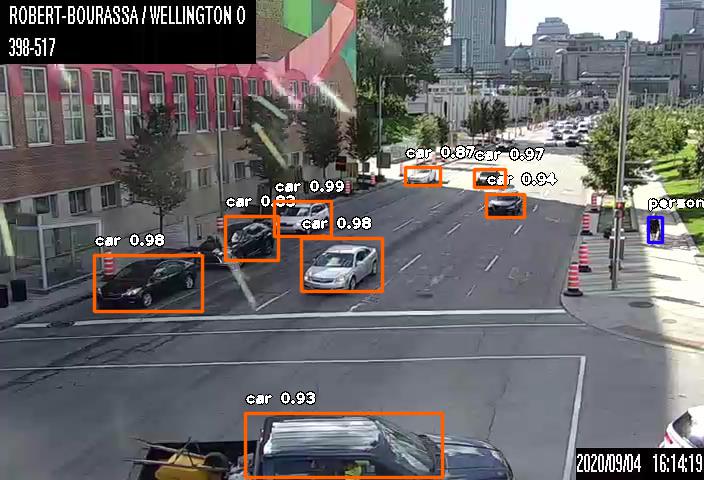 ROBERT-BOURASSA / WELLINGTON O
398-517
car 0.87
car 0.97
car 0.94
car 0.99
car 0.93
car 0.98
person
car 0.98
car 0.93
2020/09/04 16:14:19